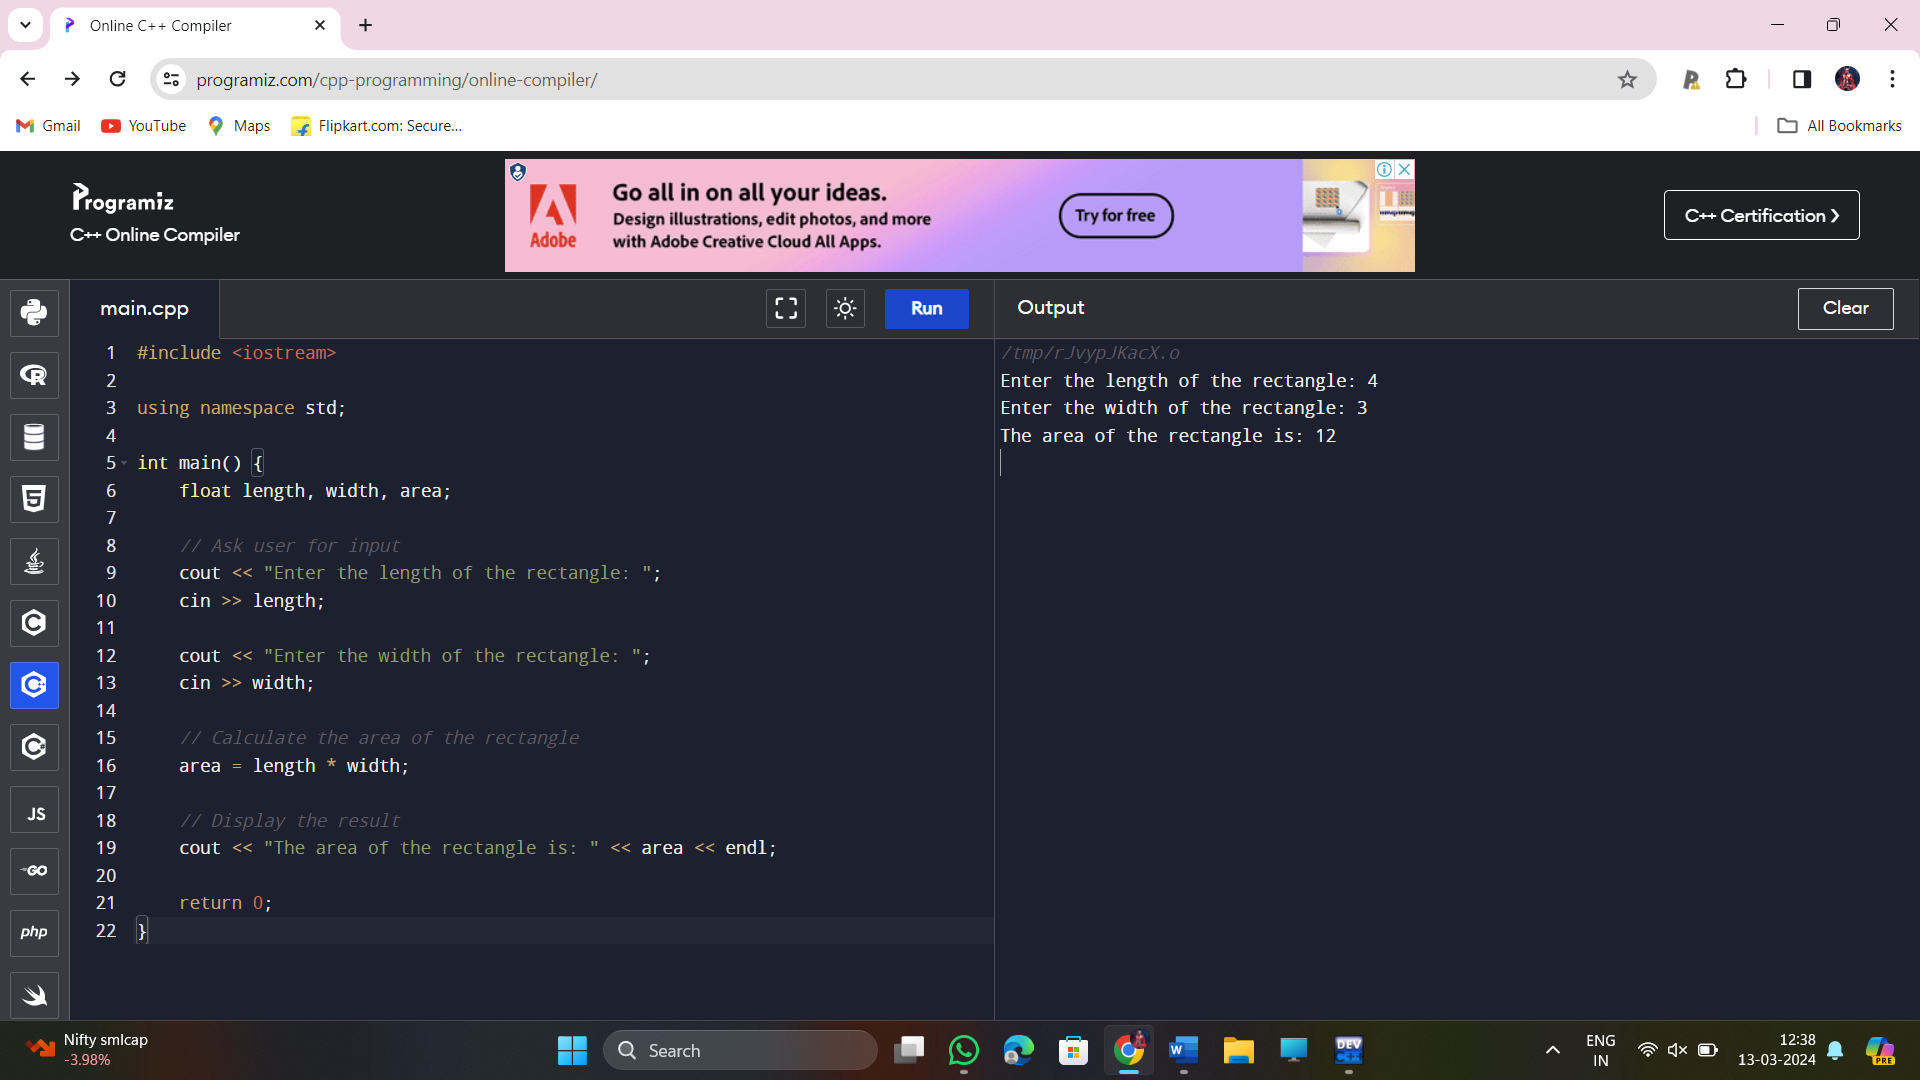 Online C++ Compiler
programiz.com/cpp-programming/online-compiler/
Gmail
YouTube
Maps
Flipkart.com: Secure...
All Bookmarks
Programiz
C++ Online Compiler
Adobe
Go all in on all your ideas.
Design illustrations, edit photos, and more
with Adobe Creative Cloud All Apps.
Try for free
C++ Certification ❯
main.cpp
Run
Output
Clear
1 #include <iostream>
2
3 using namespace std;
4
5 int main() {
6     float length, width, area;
7
8     // Ask user for input
9     cout << "Enter the length of the rectangle: ";
10     cin >> length;
11
12     cout << "Enter the width of the rectangle: ";
13     cin >> width;
14
15     // Calculate the area of the rectangle
16     area = length * width;
17
18     // Display the result
19     cout << "The area of the rectangle is: " << area << endl;
20
21     return 0;
22 }
/tmp/rJvypJKacX.o
Enter the length of the rectangle: 4
Enter the width of the rectangle: 3
The area of the rectangle is: 12
R
5
C
C++
C#
JS
GO
php
Nifty smlcap
-3.98%
Search
W
DEV
C++
ENG
IN
12:38
13-03-2024
PRE